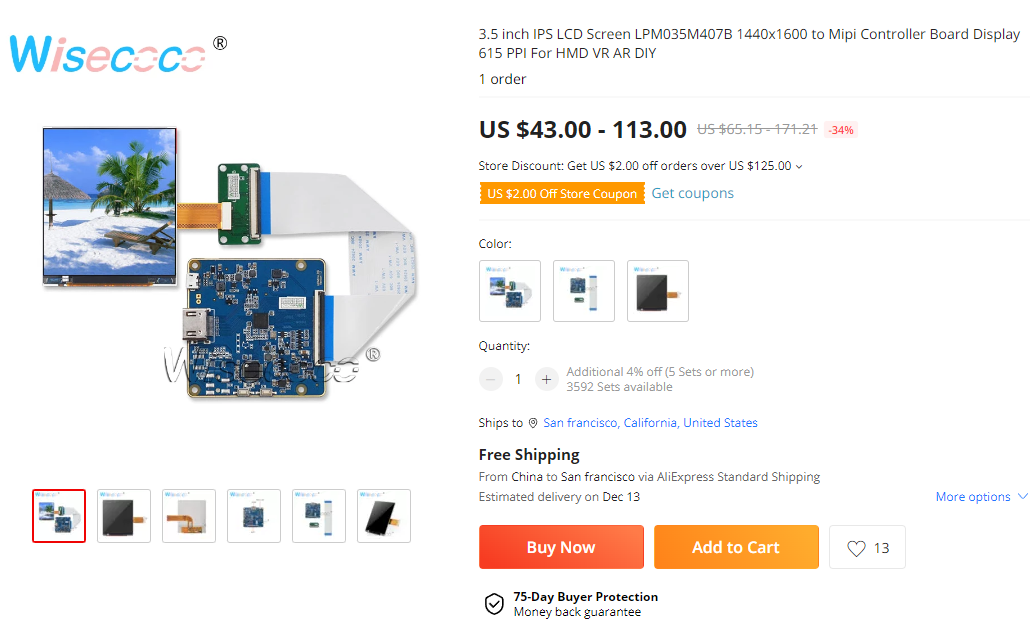 Wisecoco ®
3.5 inch IPS LCD Screen LPM035M407B 1440x1600 to Mipi Controller Board Display
615 PPI For HMD VR AR DIY
1 order
US $43.00 - 113.00 US $65.15 - 171.21 -34%
Store Discount: Get US $2.00 off orders over US $125.00
US $2.00 Off Store Coupon Get coupons
Color:
Quantity:
1
Additional 4% off (5 Sets or more)
3592 Sets available
Ships to San francisco, California, United States
Free Shipping
From China to San francisco via AliExpress Standard Shipping
Estimated delivery on Dec 13 More options
Buy Now Add to Cart 13
75-Day Buyer Protection
Money back guarantee